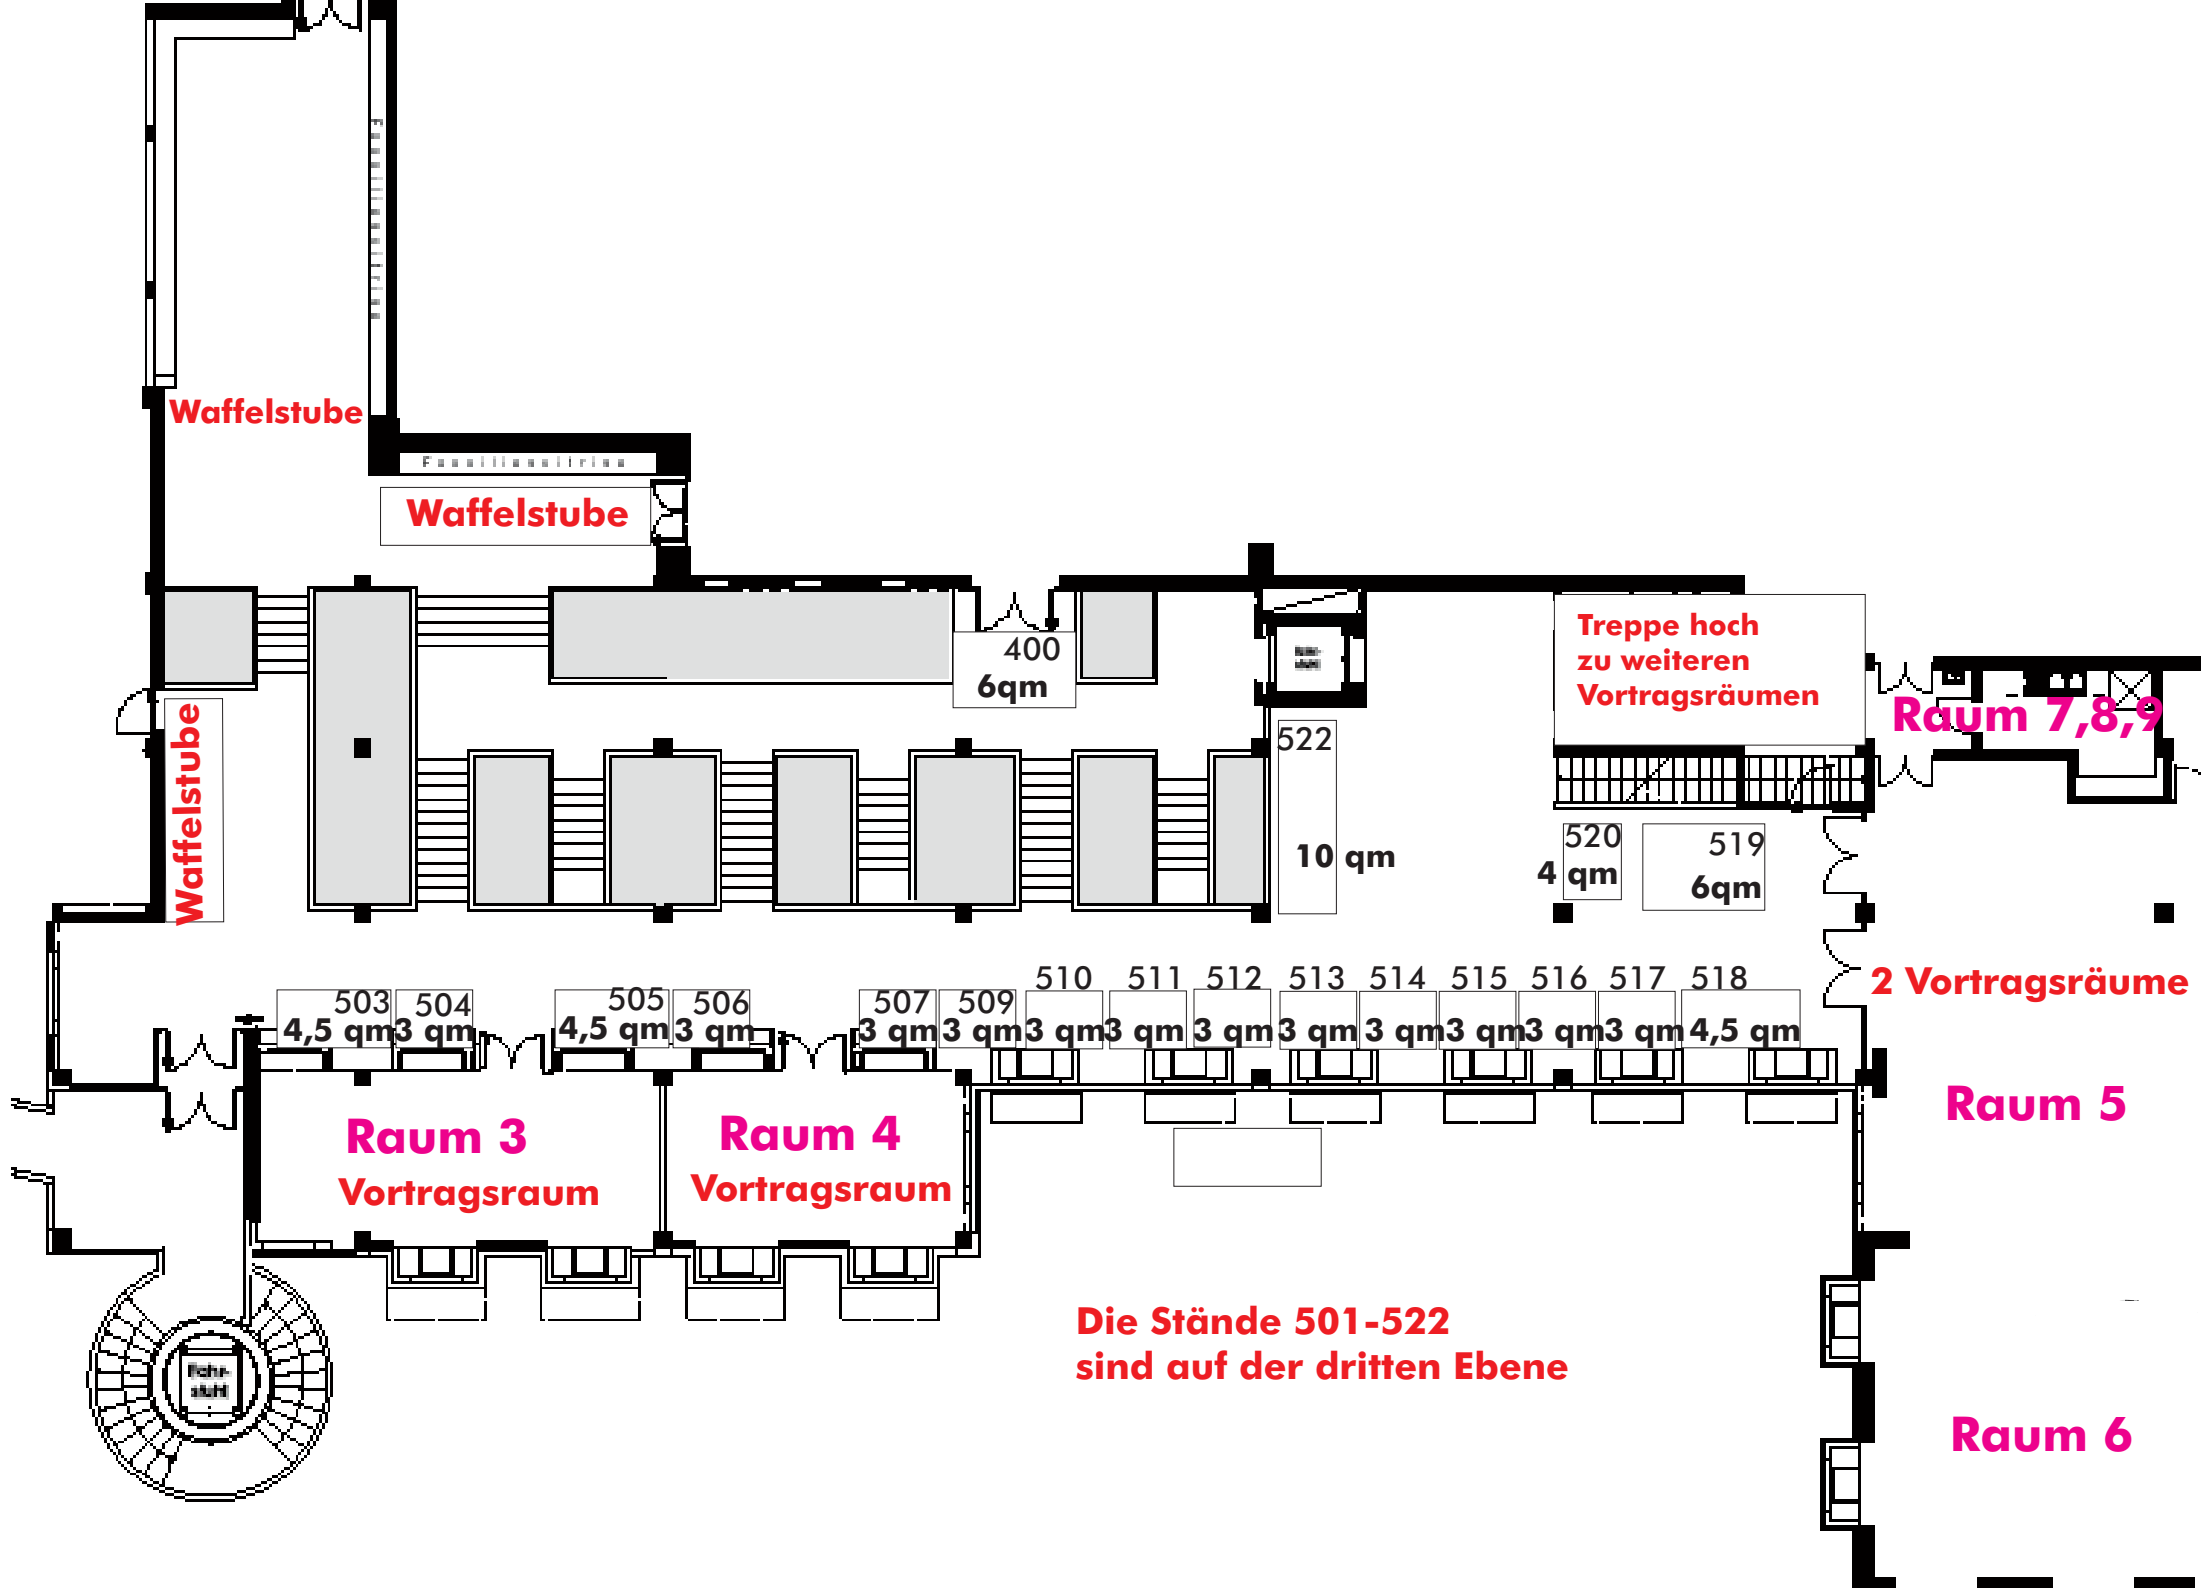 Waffelstube
Waffelstube
Treppe hoch
zu weiteren
Vortragsräumen
400
6qm
Raum 7,8,9
Waffelstube
522
10 qm
520
4 qm
519
6qm
2 Vortragsräume
503
4,5 qm
504
3 qm
505
4,5 qm
506
3 qm
507
3 qm
509
3 qm
510
3 qm
511
3 qm
512
3 qm
513
3 qm
514
3 qm
515
3 qm
516
3 qm
517
3 qm
518
4,5 qm
Raum 3
Vortragsraum
Raum 4
Vortragsraum
Raum 5
Die Stände 501-522
sind auf der dritten Ebene
Fahr-
stuhl
Raum 6